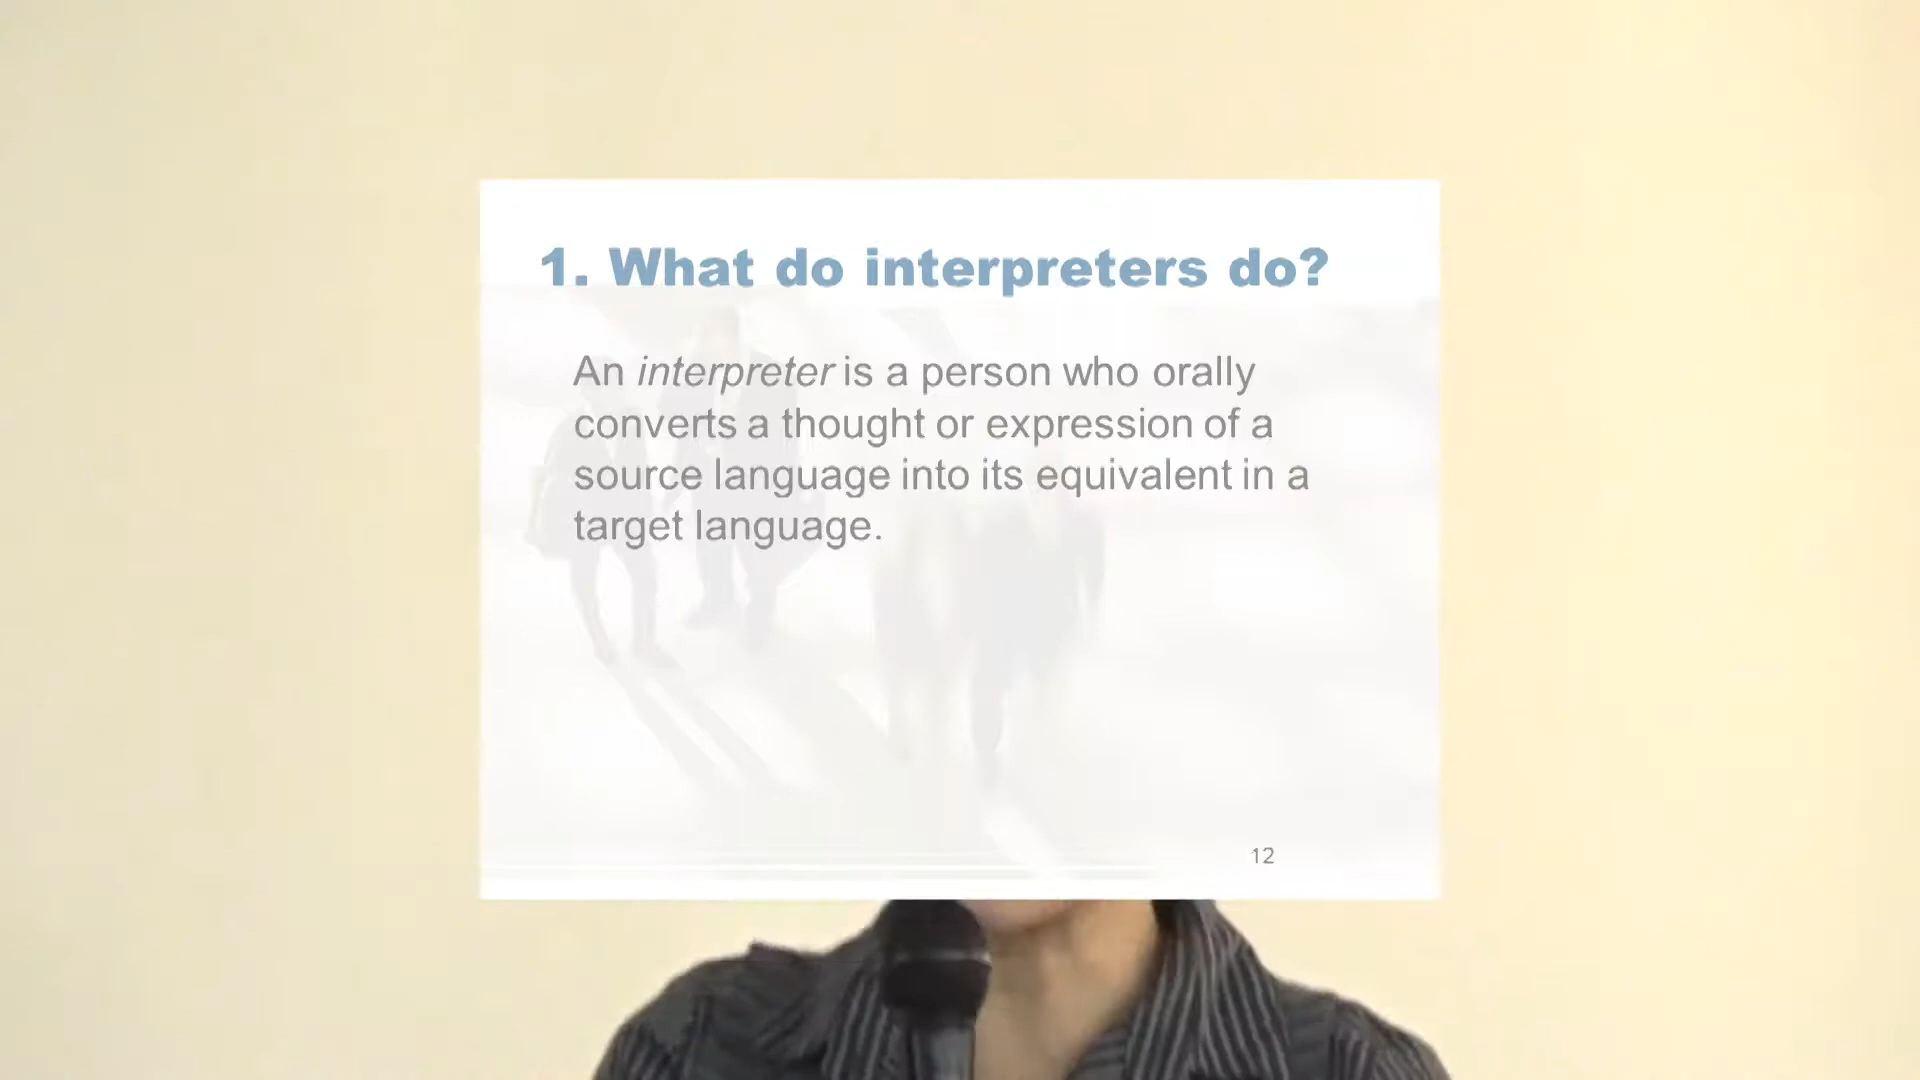 1. What do interpreters do?
An interpreter is a person who orally
converts a thought or expression of a
source language into its equivalent in a
target language.
12